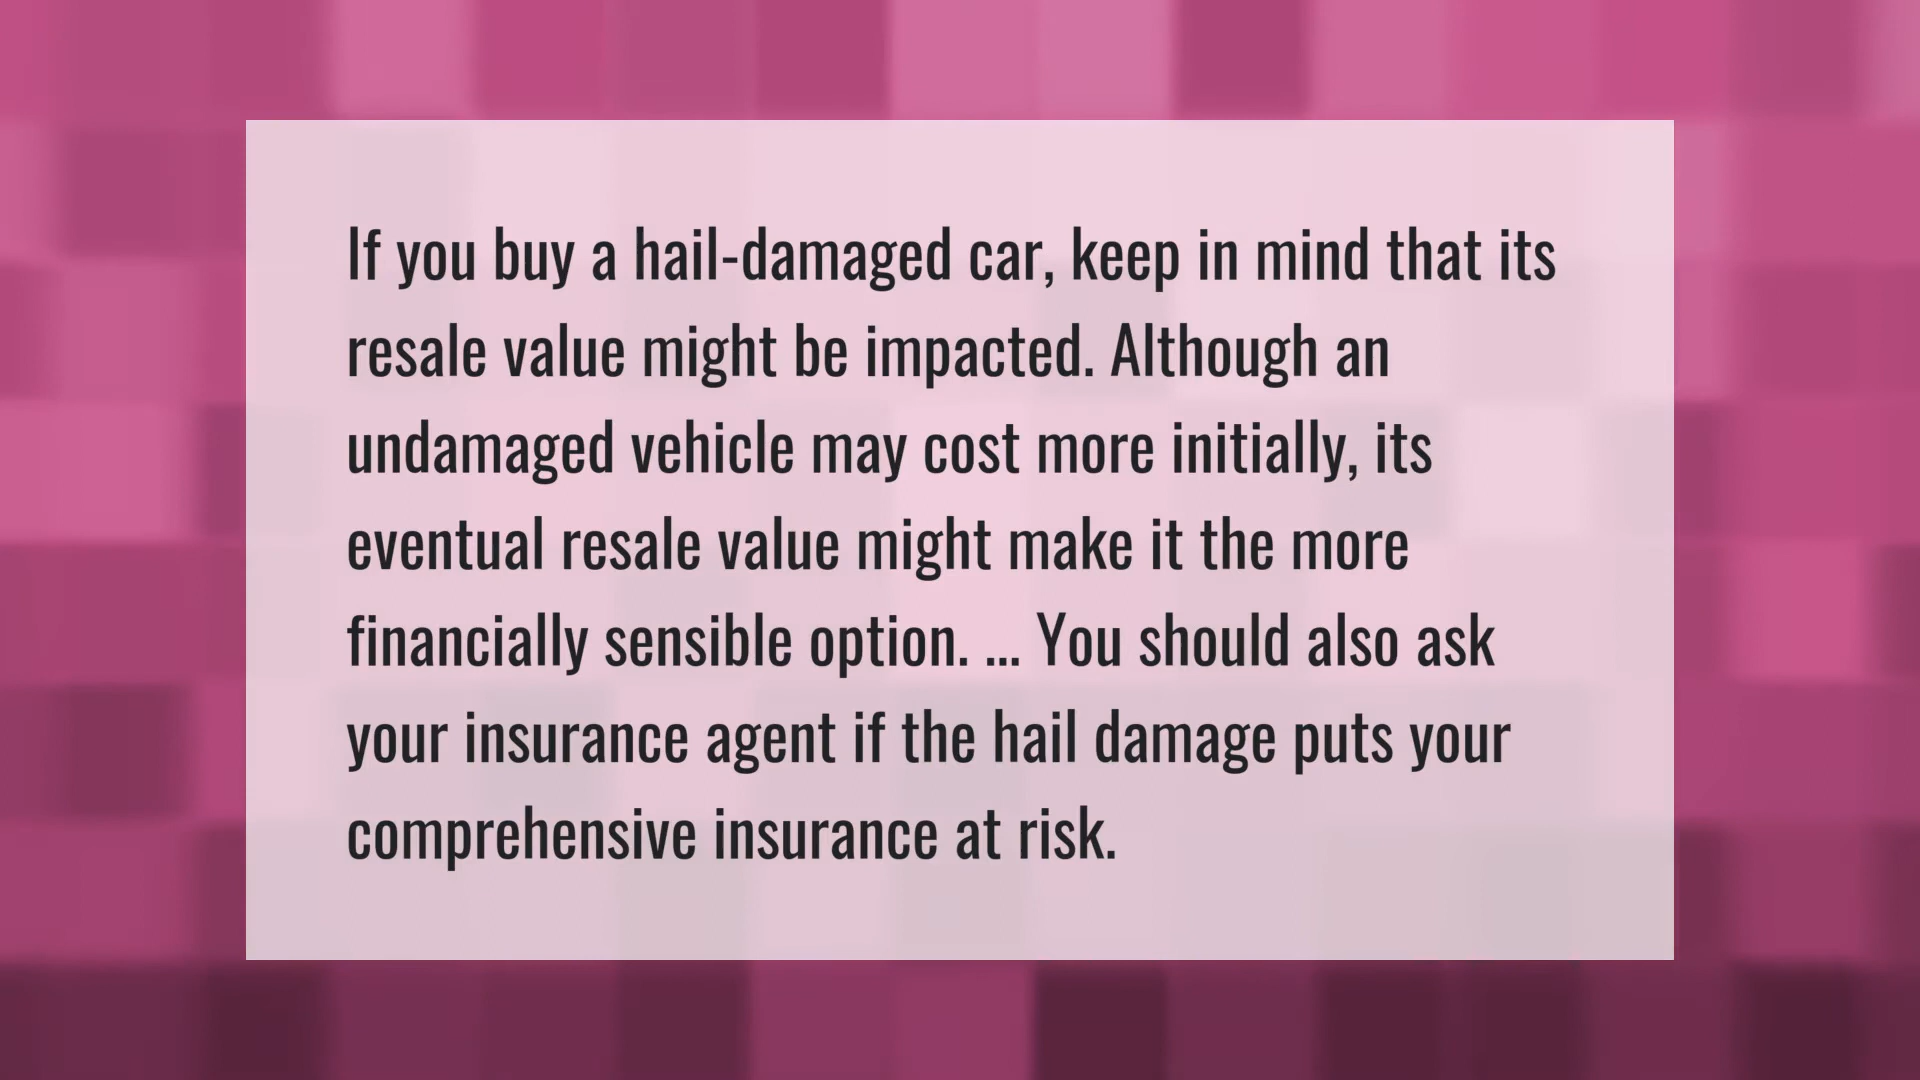 If you buy a hail-damaged car, keep in mind that its
resale value might be impacted. Although an
undamaged vehicle may cost more initially, its
eventual resale value might make it the more
financially sensible option. ... You should also ask
your insurance agent if the hail damage puts your
comprehensive insurance at risk.